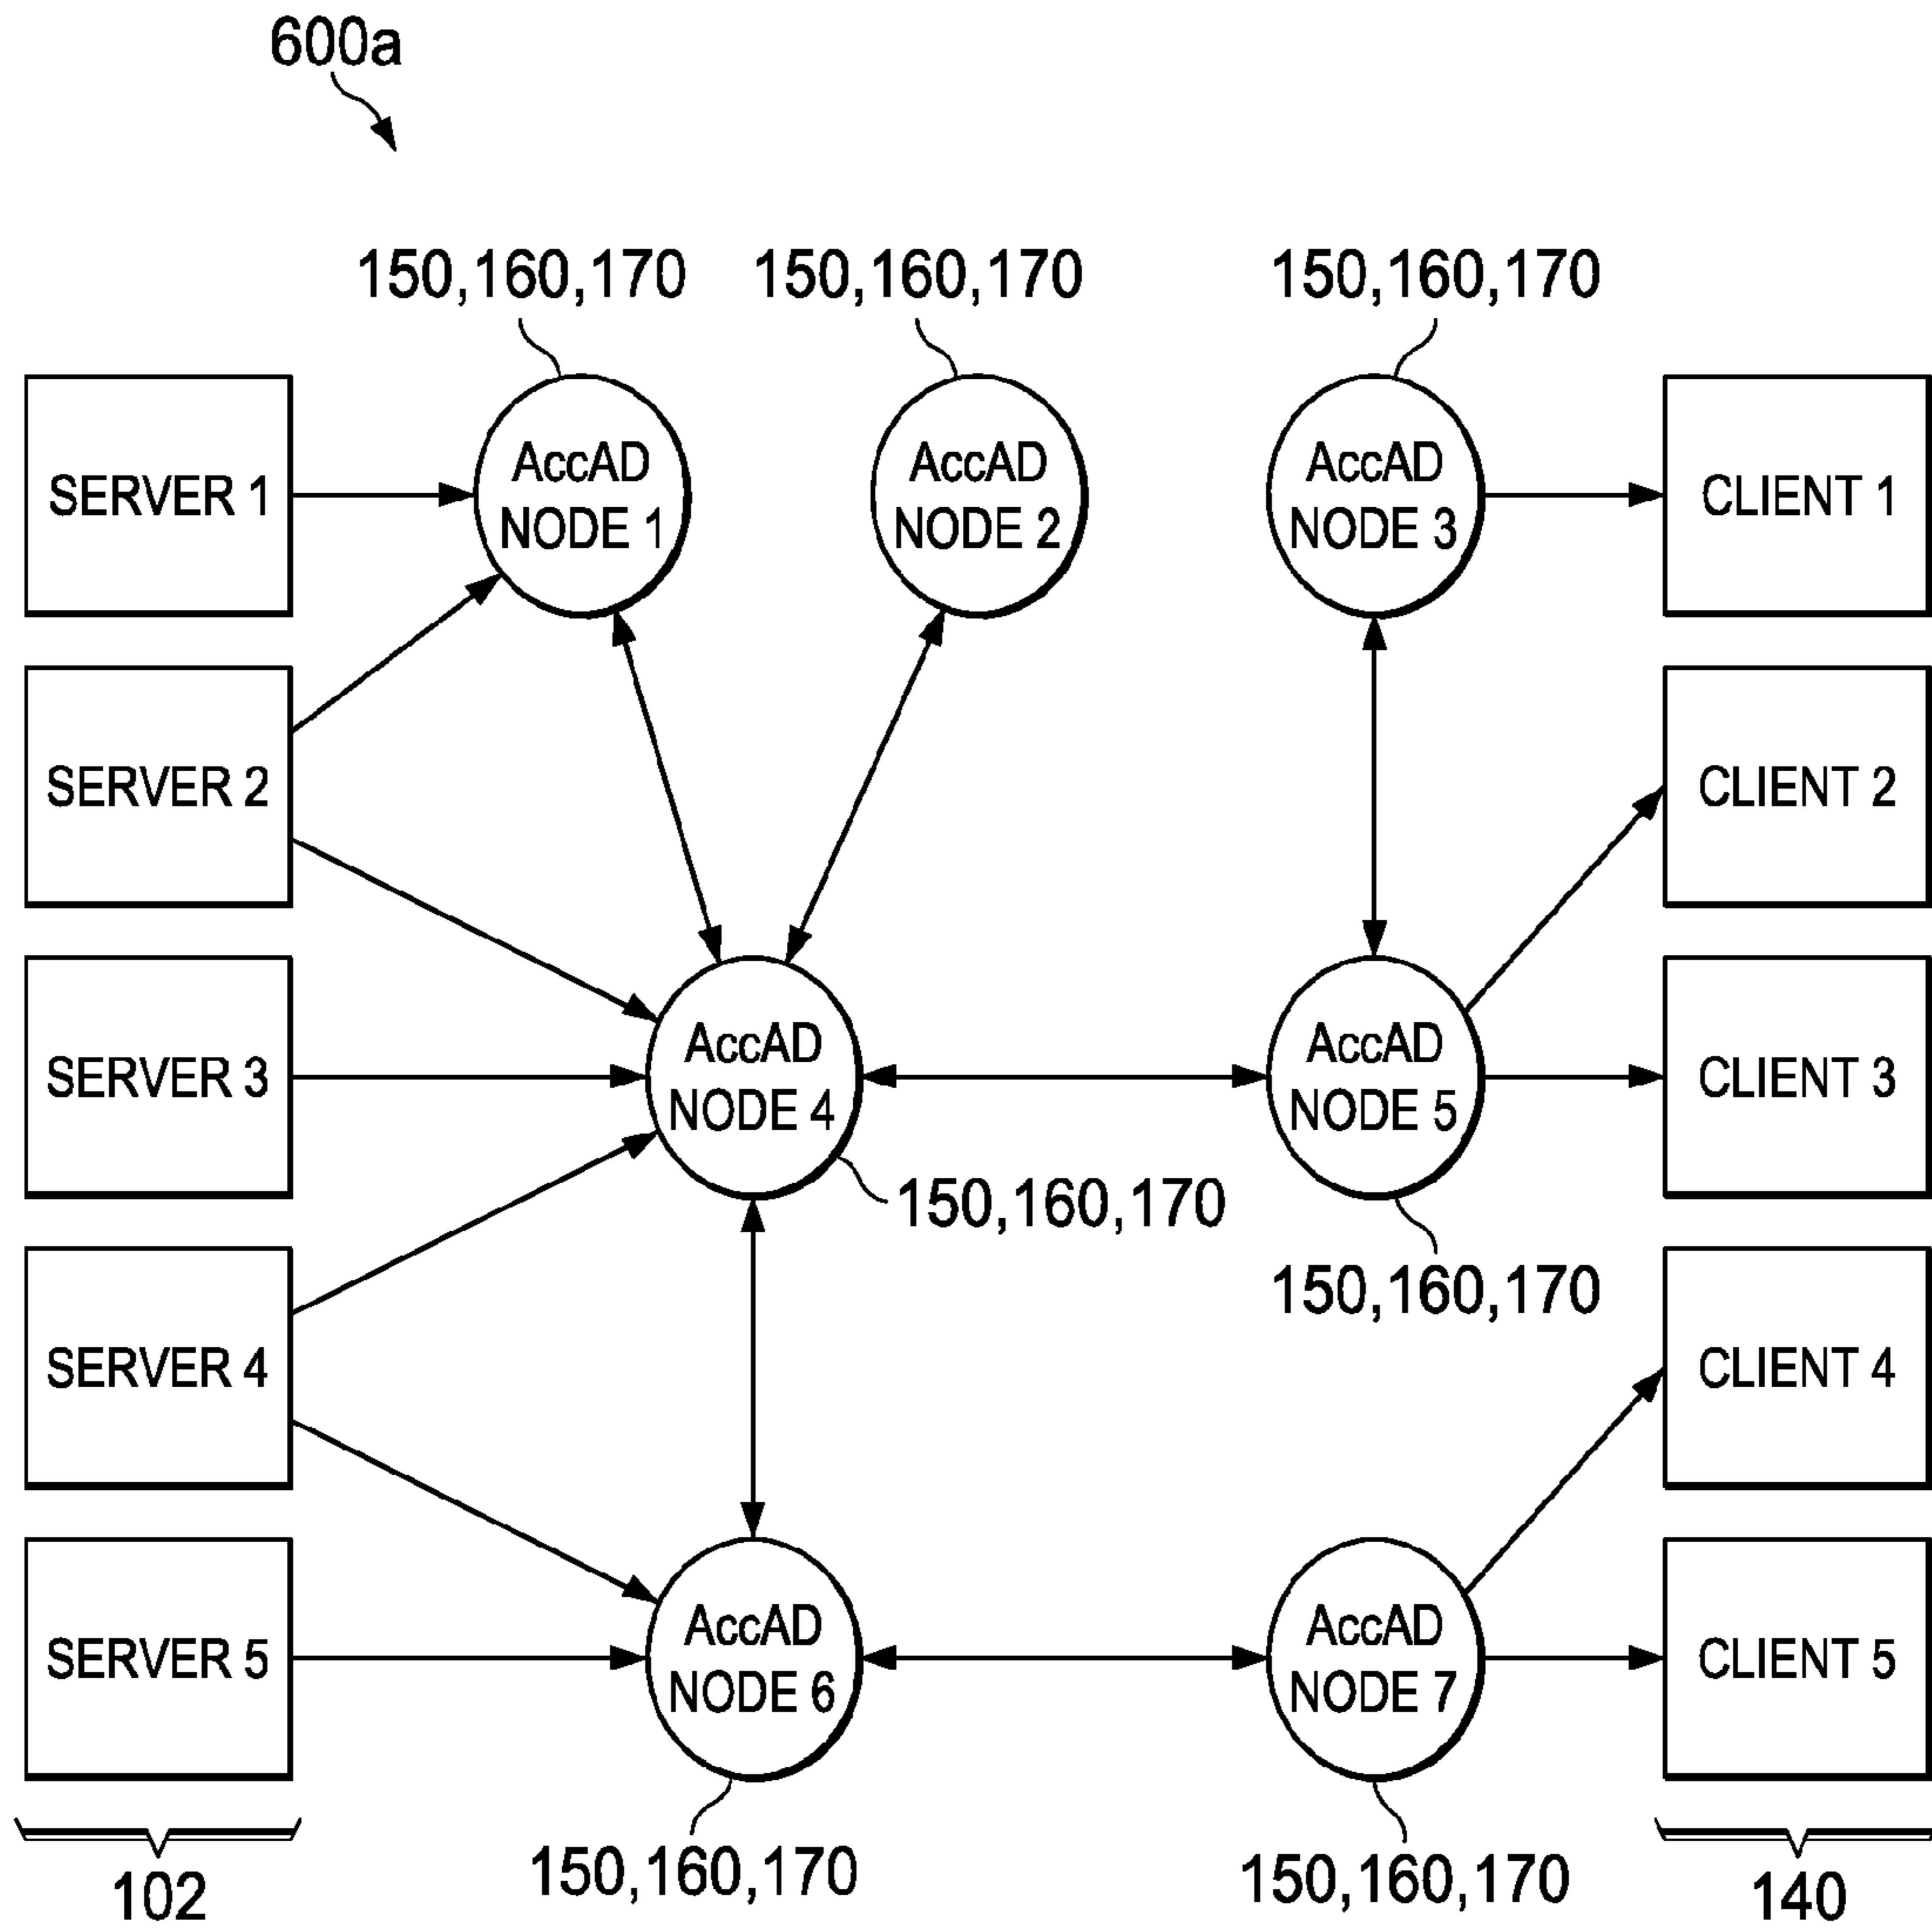 600a
150,160,170
150,160,170
150,160,170
SERVER 1
AccAD
NODE 1
AccAD
NODE 2
AccAD
NODE 3
CLIENT 1
SERVER 2
CLIENT 2
SERVER 3
AccAD
NODE 4
AccAD
NODE 5
CLIENT 3
150,160,170
150,160,170
SERVER 4
CLIENT 4
SERVER 5
AccAD
NODE 6
AccAD
NODE 7
CLIENT 5
150,160,170
150,160,170
102
140